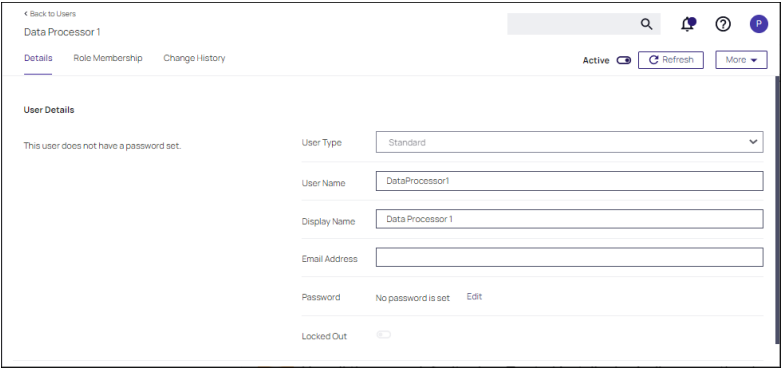 Back to Users
Data Processor 1
P
Details Role Membership Change History
Active Refresh More
User Details
This user does not have a password set.
User Type Standard
User Name DataProcessor1
Display Name Data Processor 1
Email Address
Password No password is set Edit
Locked Out